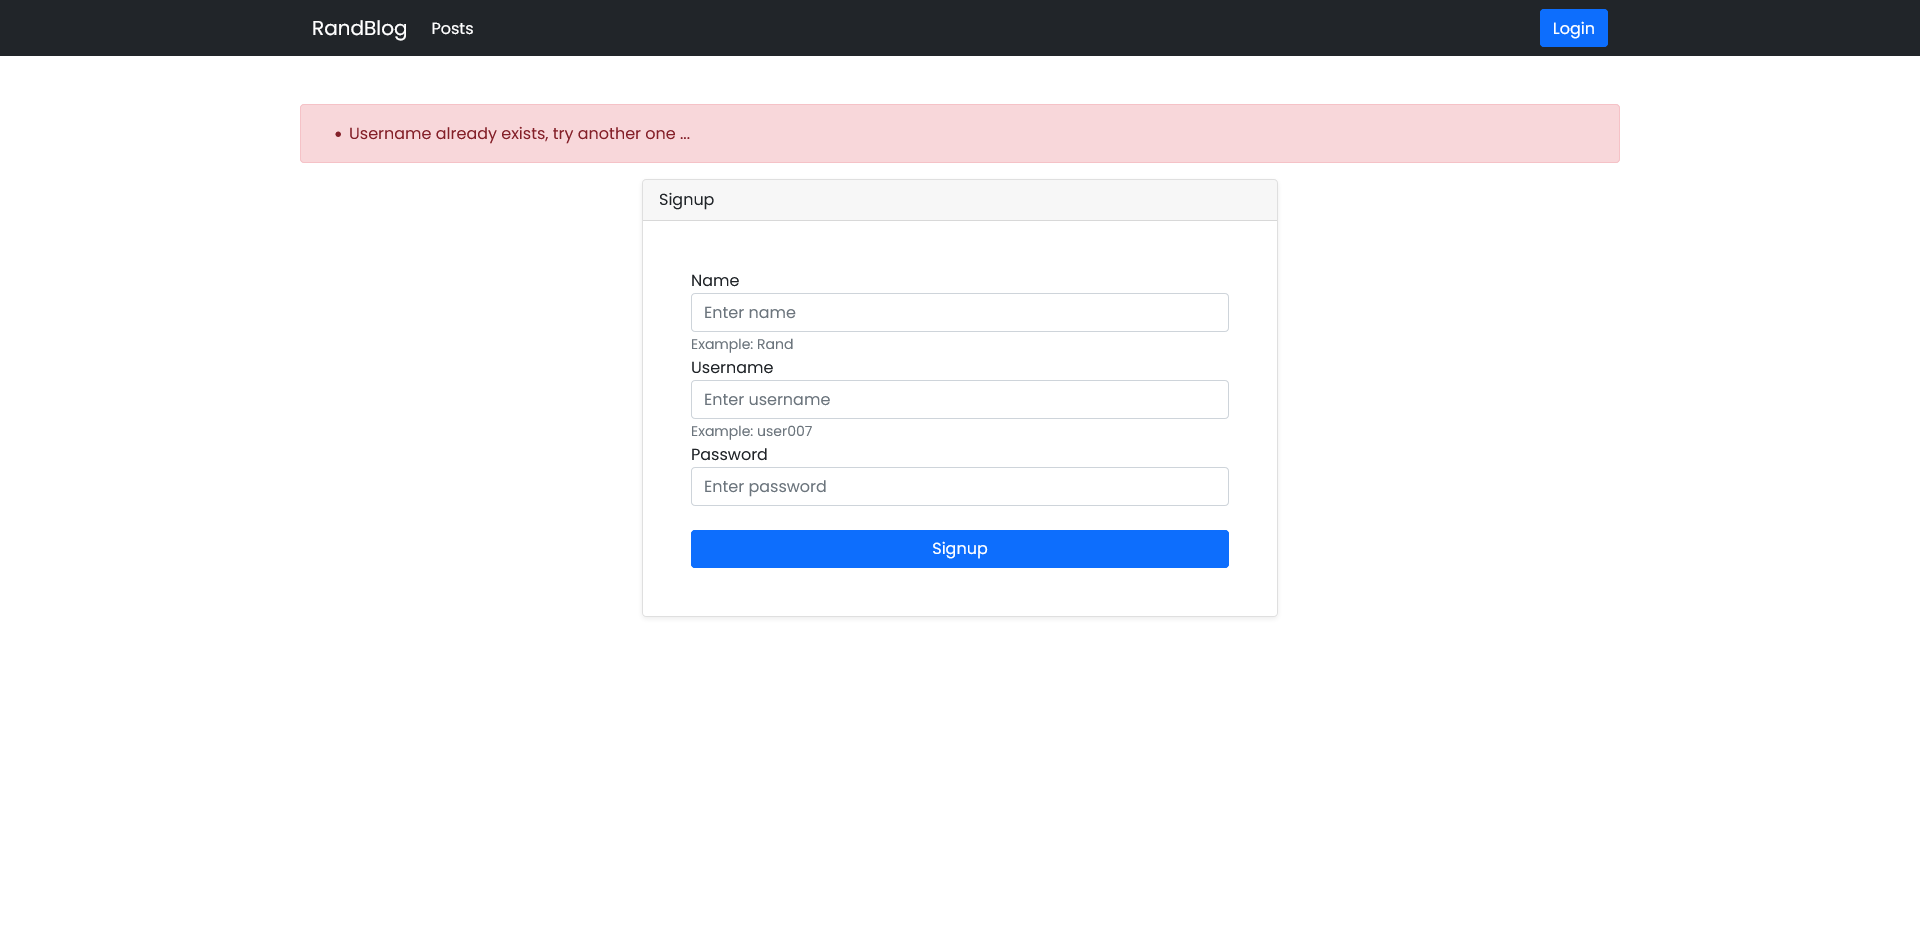 RandBlog Posts Login
• Username already exists, try another one ...
Signup
Name
Enter name
Example: Rand
Username
Enter username
Example: user007
Password
Enter password
Signup